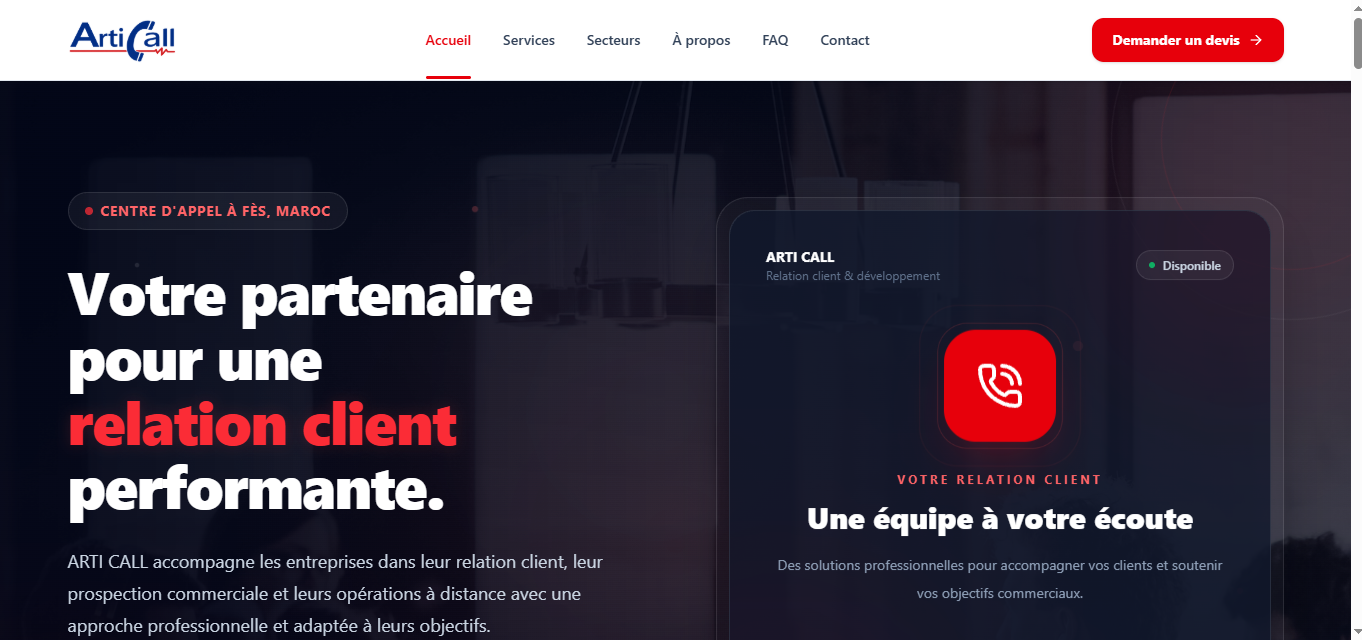 ArtiCall
Accueil
Services
Secteurs
À propos
FAQ
Contact
Demander un devis →
CENTRE D'APPEL À FÈS, MAROC
Votre partenaire
pour une
relation client
performante.
ARTI CALL accompagne les entreprises dans leur relation client, leur
prospection commerciale et leurs opérations à distance avec une
approche professionnelle et adaptée à leurs objectifs.
ARTI CALL
Relation client & développement
Disponible
VOTRE RELATION CLIENT
Une équipe à votre écoute
Des solutions professionnelles pour accompagner vos clients et soutenir
vos objectifs commerciaux.